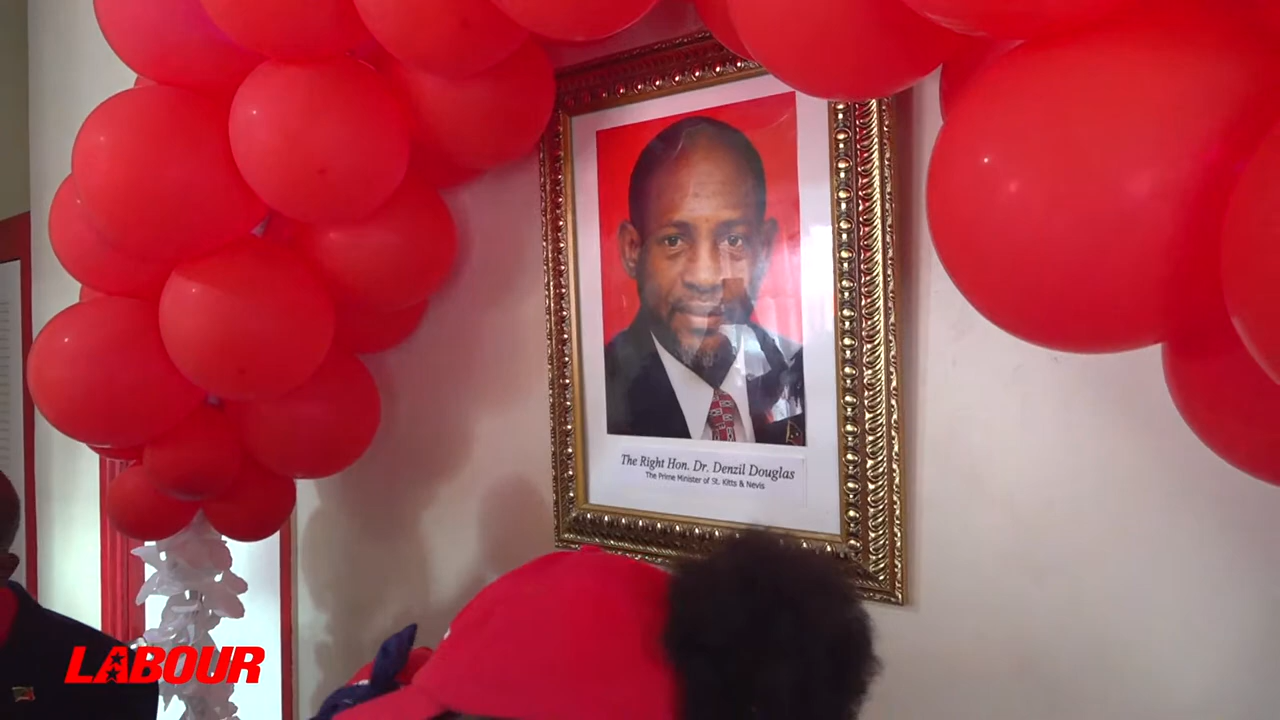 The Right Hon. Dr. Denzil Douglas
The Prime Minister of St. Kitts & Nevis
LABOUR